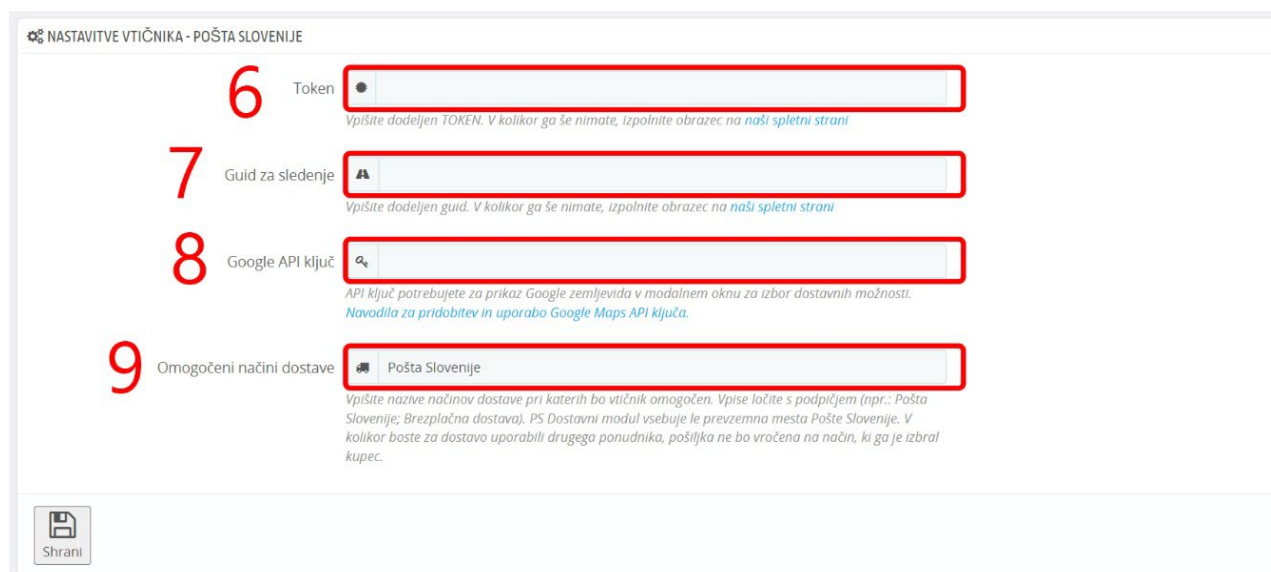 NASTAVITVE VTIČNIKA - POŠTA SLOVENIJE
6
Token
Vpišite dodeljen TOKEN. V kolikor ga še nimate, izpolnite obrazec na naši spletni strani
7
Guid za sledenje
Vpišite dodeljen guid. V kolikor ga še nimate, izpolnite obrazec na naši spletni strani
8
Google API ključ
API ključ potrebujete za prikaz Google zemljevida v modalnem oknu za izbor dostavnih možnosti.
Navodila za pridobitev in uporabo Google Maps API ključa.
9
Omogočeni načini dostave
Pošta Slovenije
Vpišite nazive načinov dostave pri katerih bo vtičnik omogočen. Vpise ločite s podpičjem (npr.: Pošta
Slovenije; Brezplačna dostava). PS Dostavni modul vsebuje le prevzemna mesta Pošte Slovenije. V
kolikor boste za dostavo uporabili drugega ponudnika, pošiljka ne bo vročena na način, ki ga je izbral
kupec.
Shrani